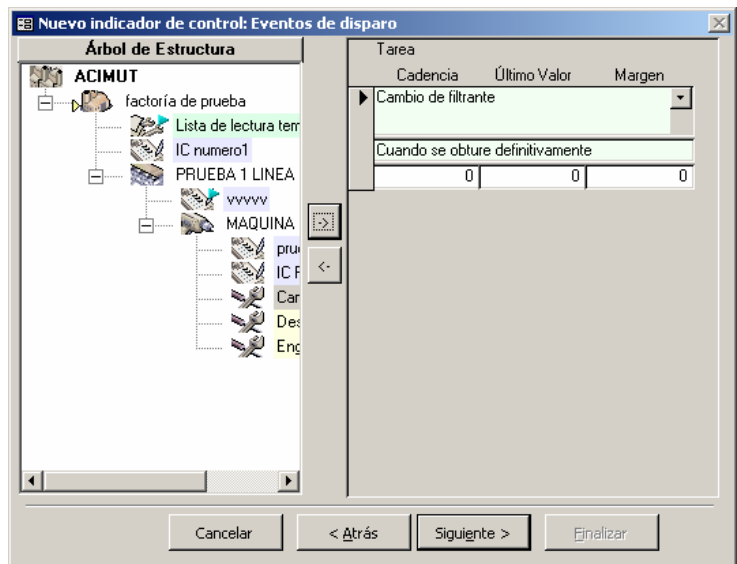 Nuevo indicador de control: Eventos de disparo
Árbol de Estructura
ACIMUT
factoría de prueba
Lista de lectura tem
IC numero1
PRUEBA 1 LINEA
vvvvv
MAQUINA
pru
IC F
Car
Des
Eng
->
<-
Tarea
Cadencia Último Valor Margen
Cambio de filtrante
Cuando se obture definitivamente
0 0 0
Cancelar < Atrás Siguiente > Finalizar